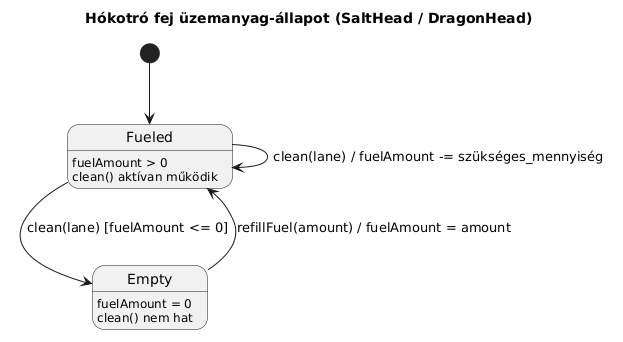 Hókotró fej üzemanyag-állapot (SaltHead / DragonHead)
Fueled
fuelAmount > 0
clean() aktívan működik
clean(lane) / fuelAmount -= szükséges_mennyiség
clean(lane) [fuelAmount <= 0]
refillFuel(amount) / fuelAmount = amount
Empty
fuelAmount = 0
clean() nem hat